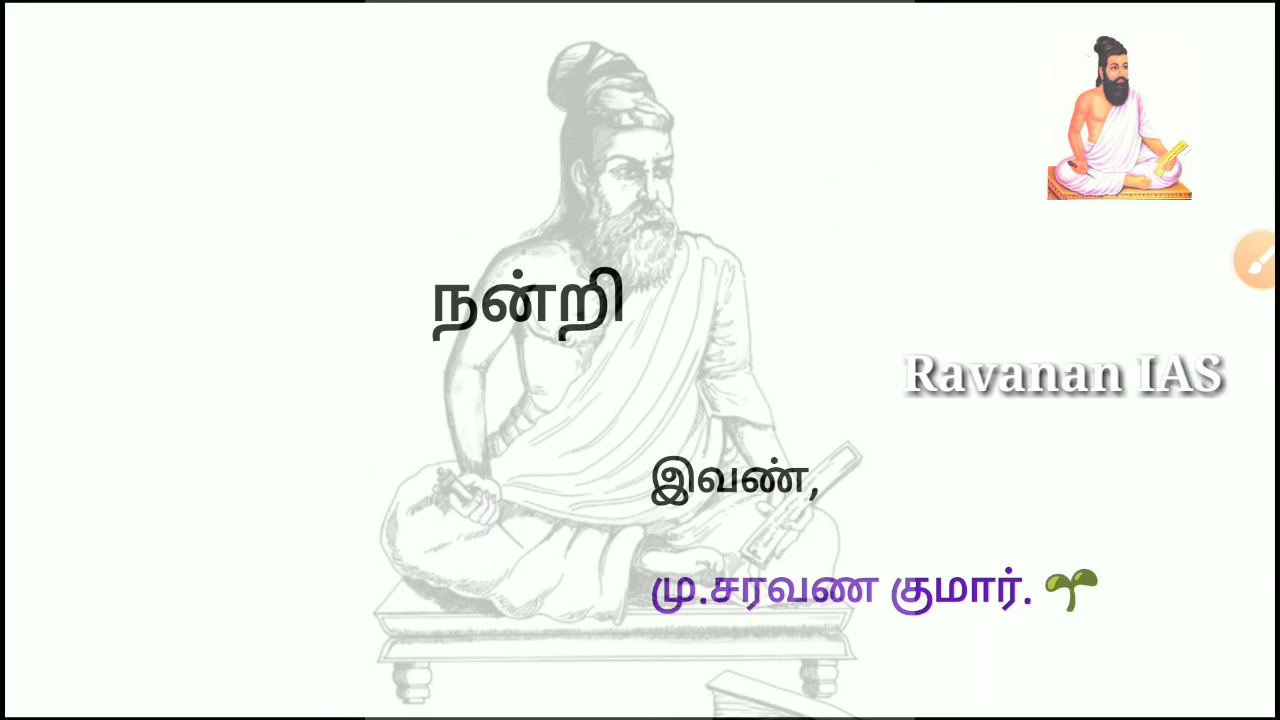 நன்றி
Ravanan IAS
இவண்,
மு.சரவண குமார். 🌱